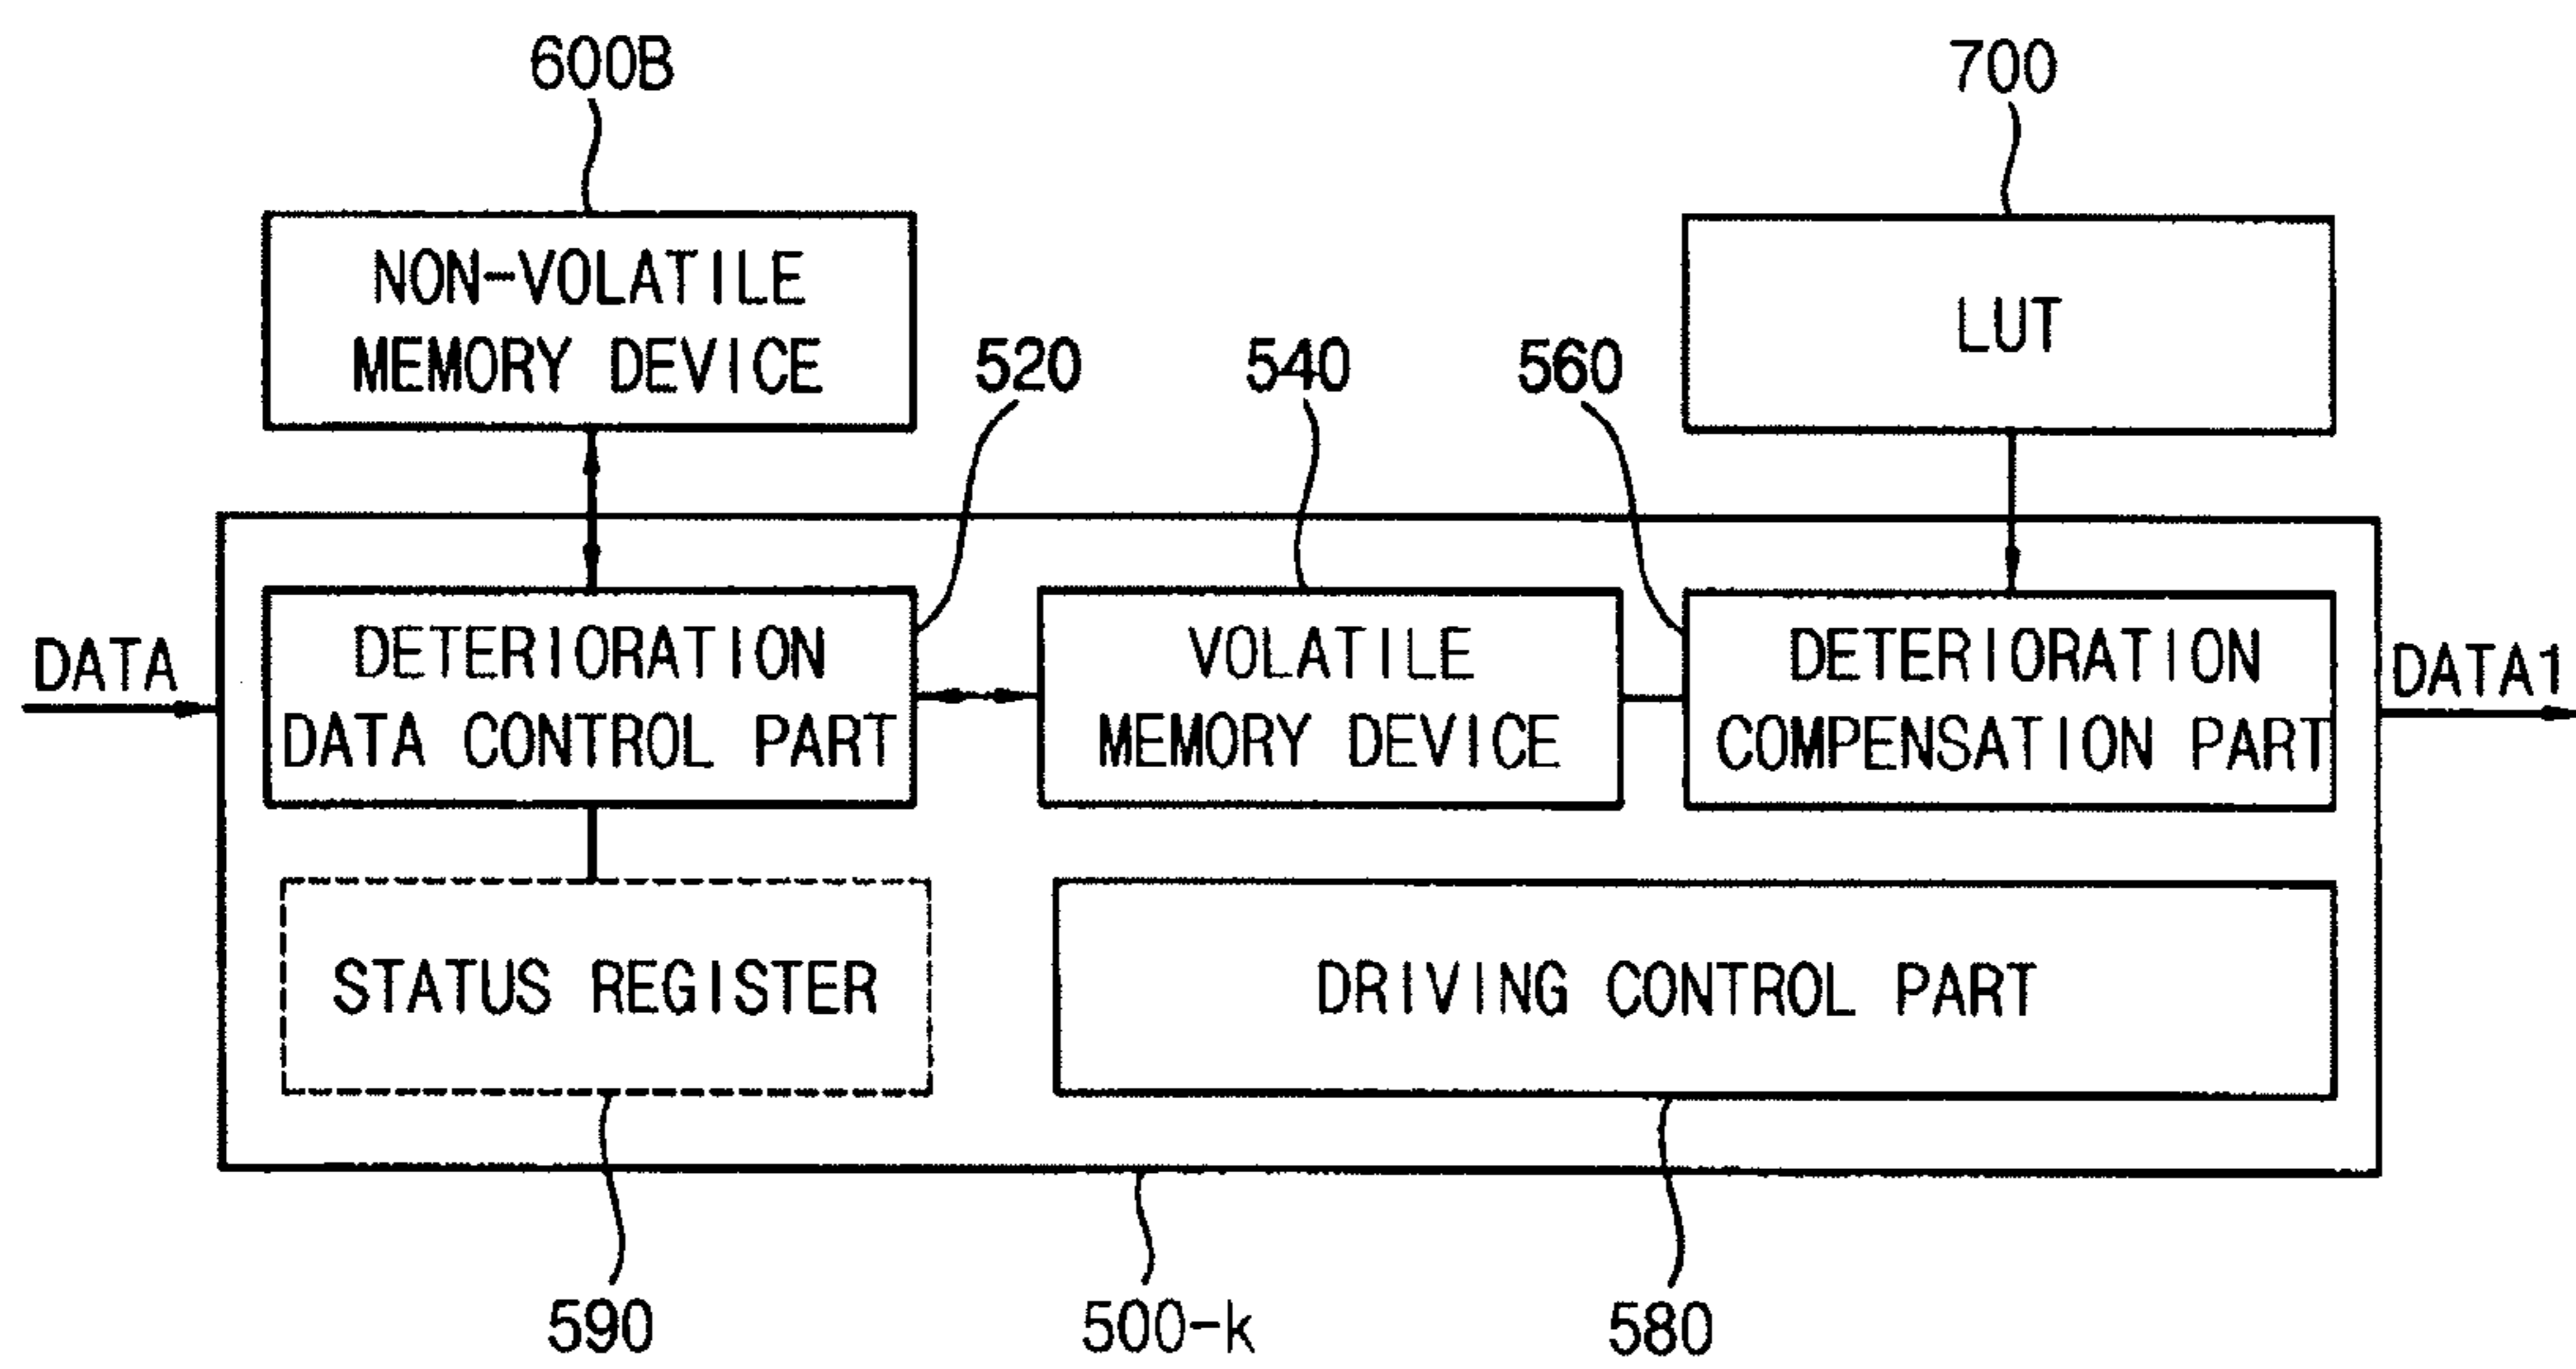 600B
700
NON-VOLATILE
MEMORY DEVICE
LUT
520
540
560
DATA
DETERIORATION
DATA CONTROL PART
VOLATILE
MEMORY DEVICE
DETERIORATION
COMPENSATION PART
DATA1
STATUS REGISTER
DRIVING CONTROL PART
590
500-k
580